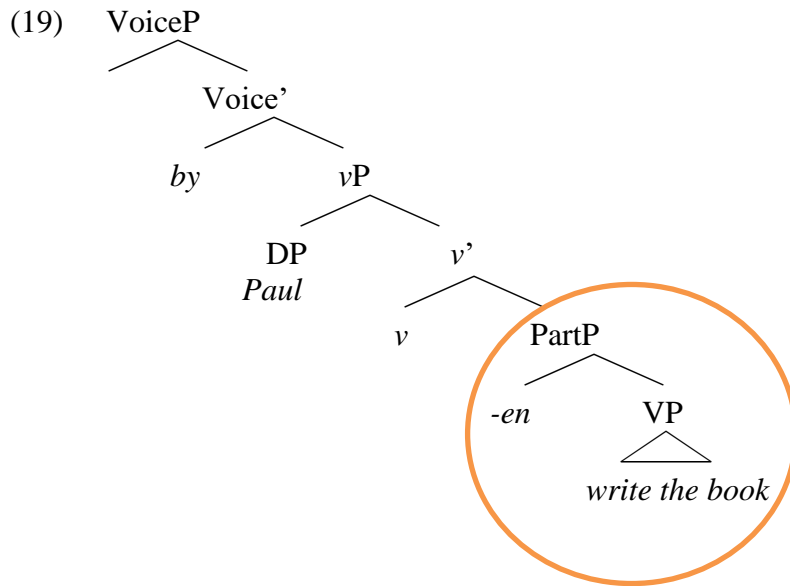 (19) VoiceP
Voice’
by vP
DP v’
Paul
v PartP
-en VP
write the book